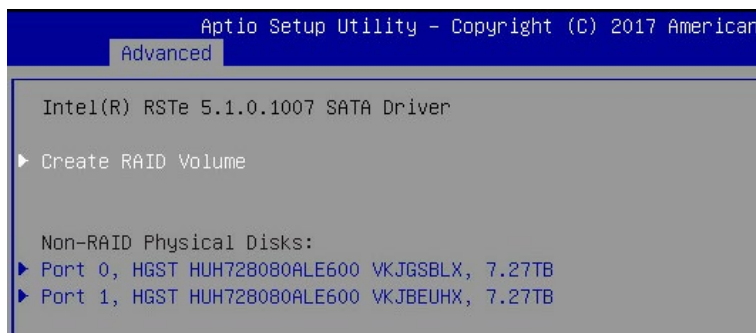 Aptio Setup Utility – Copyright (C) 2017 American
Advanced
Intel(R) RSTe 5.1.0.1007 SATA Driver
Create RAID Volume
Non-RAID Physical Disks:
Port 0, HGST HUH728080ALE600 VKJGSBLX, 7.27TB
Port 1, HGST HUH728080ALE600 VKJBEUHX, 7.27TB